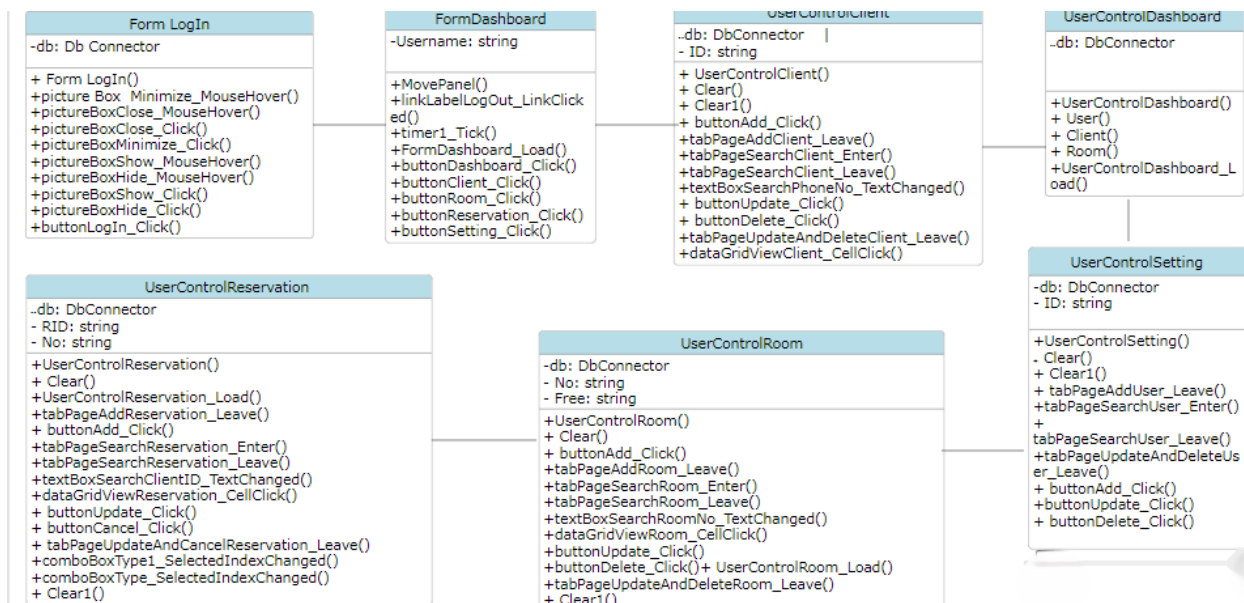 Form LogIn
-db: Db Connector
+ Form LogIn()
+picture Box Minimize_MouseHover()
+pictureBoxClose_MouseHover()
+pictureBoxClose_Click()
+pictureBoxMinimize_Click()
+pictureBoxShow_MouseHover()
+pictureBoxHide_MouseHover()
+pictureBoxShow_Click()
+pictureBoxHide_Click()
+buttonLogIn_Click()
FormDashboard
-Username: string
+MovePanel()
+linkLabelLogOut_LinkClick
ed()
+timer1_Tick()
+FormDashboard_Load()
+buttonDashboard_Click()
+buttonClient_Click()
+buttonRoom_Click()
+buttonReservation_Click()
+buttonSetting_Click()
UserControlClient
..db: DbConnector |
- ID: string
+ UserControlClient()
+ Clear()
+ Clear1()
+ buttonAdd_Click()
+tabPageAddClient_Leave()
+tabPageSearchClient_Enter()
+tabPageSearchClient_Leave()
+textBoxSearchPhoneNo_TextChanged()
+ buttonUpdate_Click()
+ buttonDelete_Click()
+tabPageUpdateAndDeleteClient_Leave()
+dataGridViewClient_CellClick()
UserControlDashboard
..db: DbConnector
+UserControlDashboard()
+ User()
+ Client()
+ Room()
+UserControlDashboard_L
oad()
UserControlReservation
..db: DbConnector
- RID: string
- No: string
+UserControlReservation()
+ Clear()
+UserControlReservation_Load()
+tabPageAddReservation_Leave()
+ buttonAdd_Click()
+tabPageSearchReservation_Enter()
+tabPageSearchReservation_Leave()
+textBoxSearchClientID_TextChanged()
+dataGridViewReservation_CellClick()
+ buttonUpdate_Click()
+ buttonCancel_Click()
+ tabPageUpdateAndCancelReservation_Leave()
+comboBoxType1_SelectedIndexChanged()
+comboBoxType_SelectedIndexChanged()
+ Clear1()
UserControlRoom
-db: DbConnector
- No: string
- Free: string
+UserControlRoom()
+ Clear()
+ buttonAdd_Click()
+tabPageAddRoom_Leave()
+tabPageSearchRoom_Enter()
+tabPageSearchRoom_Leave()
+textBoxSearchRoomNo_TextChanged()
+dataGridViewRoom_CellClick()
+buttonUpdate_Click()
+buttonDelete_Click()+ UserControlRoom_Load()
+tabPageUpdateAndDeleteRoom_Leave()
+ Clear1()
UserControlSetting
-db: DbConnector
- ID: string
+UserControlSetting()
- Clear()
+ Clear1()
+ tabPageAddUser_Leave()
+tabPageSearchUser_Enter()
+
tabPageSearchUser_Leave()
+tabPageUpdateAndDeleteUs
er_Leave()
+ buttonAdd_Click()
+buttonUpdate_Click()
+ buttonDelete_Click()